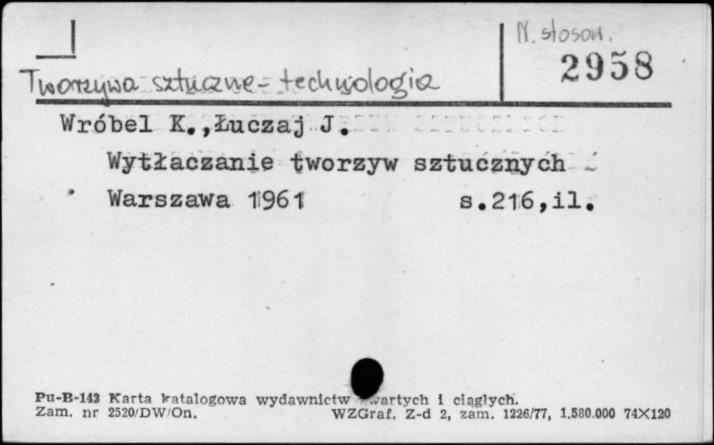 N. stosow.
2958
Tworzywa sztuczne - technologia
Wróbel K.,Łuczaj J.
Wytłaczanie tworzyw sztucznych
Warszawa 1961 s.216,il.
Pu-B-143 Karta katalogowa wydawnictw zwartych i ciągłych.
Zam. nr 2520/DW/On. WZGraf. Z-d 2, zam. 1226/77, 1.580.000 74X120